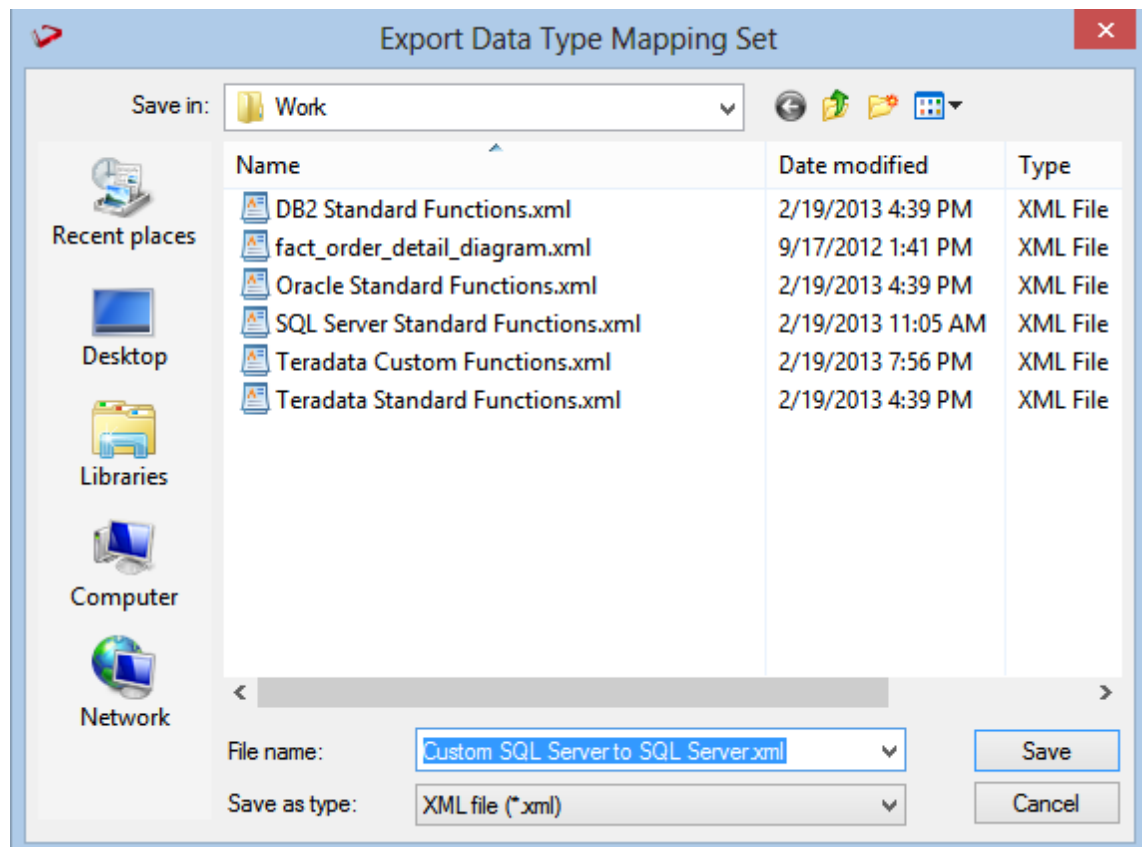 Export Data Type Mapping Set
Save in: Work
Name Date modified Type
DB2 Standard Functions.xml 2/19/2013 4:39 PM XML File
fact_order_detail_diagram.xml 9/17/2012 1:41 PM XML File
Oracle Standard Functions.xml 2/19/2013 4:39 PM XML File
SQL Server Standard Functions.xml 2/19/2013 11:05 AM XML File
Teradata Custom Functions.xml 2/19/2013 7:56 PM XML File
Teradata Standard Functions.xml 2/19/2013 4:39 PM XML File
Recent places
Desktop
Libraries
Computer
Network
File name: Custom SQL Server to SQL Server.xml Save
Save as type: XML file (*.xml) Cancel